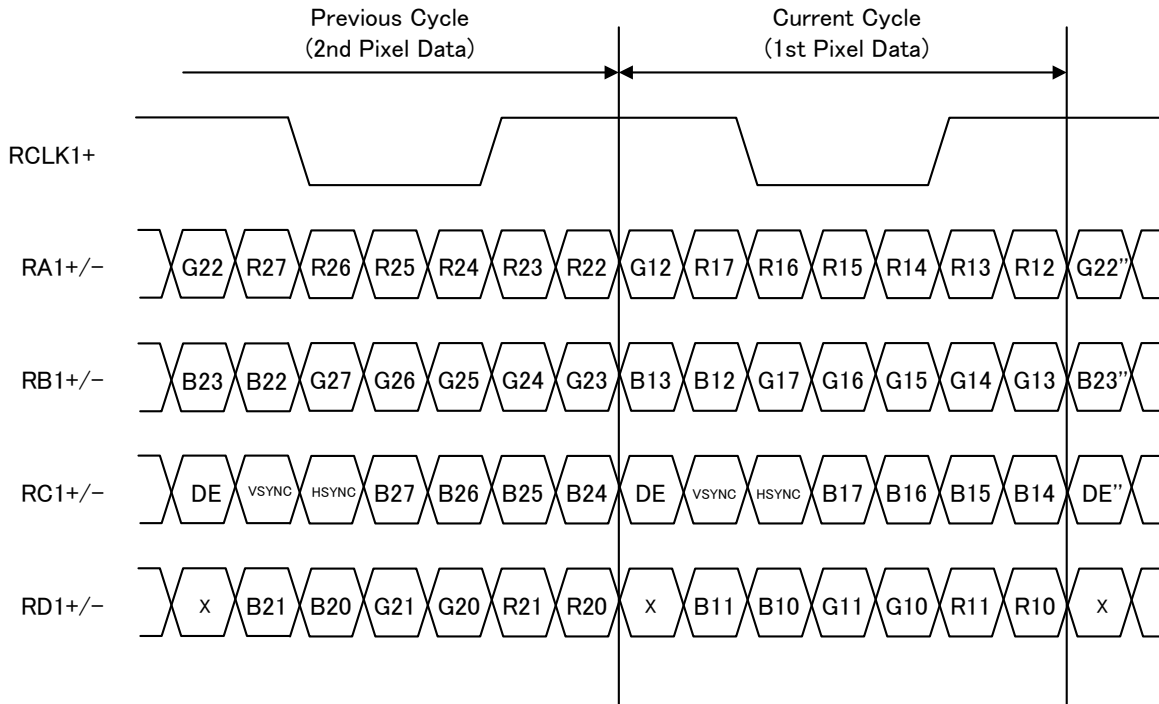 Previous Cycle
(2nd Pixel Data)
Current Cycle
(1st Pixel Data)
RCLK1+
RA1+/- G22 R27 R26 R25 R24 R23 R22 G12 R17 R16 R15 R14 R13 R12 G22''
RB1+/- B23 B22 G27 G26 G25 G24 G23 B13 B12 G17 G16 G15 G14 G13 B23''
RC1+/- DE VSYNC HSYNC B27 B26 B25 B24 DE VSYNC HSYNC B17 B16 B15 B14 DE''
RD1+/- X B21 B20 G21 G20 R21 R20 X B11 B10 G11 G10 R11 R10 X